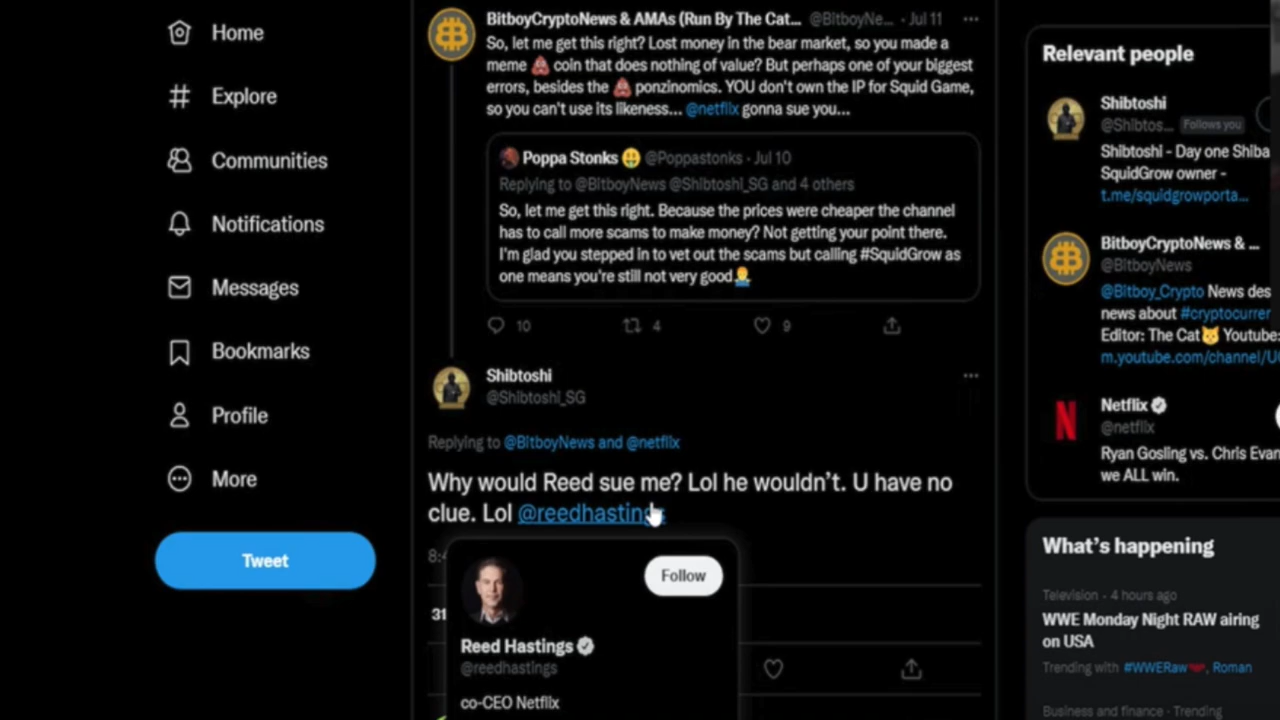 Home
Explore
Communities
Notifications
Messages
Bookmarks
Profile
More
Tweet
BitboyCryptoNews & AMAs (Run By The Cat... @BitboyNe... · Jul 11
So, let me get this right? Lost money in the bear market, so you made a
meme 💩 coin that does nothing of value? But perhaps one of your biggest
errors, besides the 💩 ponzinomics. YOU don't own the IP for Squid Game,
so you can't use its likeness... @netflix gonna sue you...
Poppa Stonks 🤑 @Poppastonks · Jul 10
Replying to @BitboyNews @Shibtoshi_SG and 4 others
So, let me get this right. Because the prices were cheaper the channel
has to call more scams to make money? Not getting your point there.
I'm glad you stepped in to vet out the scams but calling #SquidGrow as
one means you're still not very good🤷‍♂️
10 4 9
Shibtoshi
@Shibtoshi_SG
Replying to @BitboyNews and @netflix
Why would Reed sue me? Lol he wouldn't. U have no
clue. Lol @reedhastings
8:4
31
Follow
Reed Hastings
@reedhastings
co-CEO Netflix
Relevant people
Shibtoshi
@Shibtos... Follows you
Shibtoshi - Day one Shiba
SquidGrow owner -
t.me/squidgrowporta...
BitboyCryptoNews & ...
@BitboyNews
@Bitboy_Crypto News des
news about #cryptocurrer
Editor: The Cat😺 Youtube:
m.youtube.com/channel/U
N
Netflix
@netflix
Ryan Gosling vs. Chris Evan
we ALL win.
What's happening
Television · 4 hours ago
WWE Monday Night RAW airing
on USA
Trending with #WWERaw, Roman
Business and finance · Trending